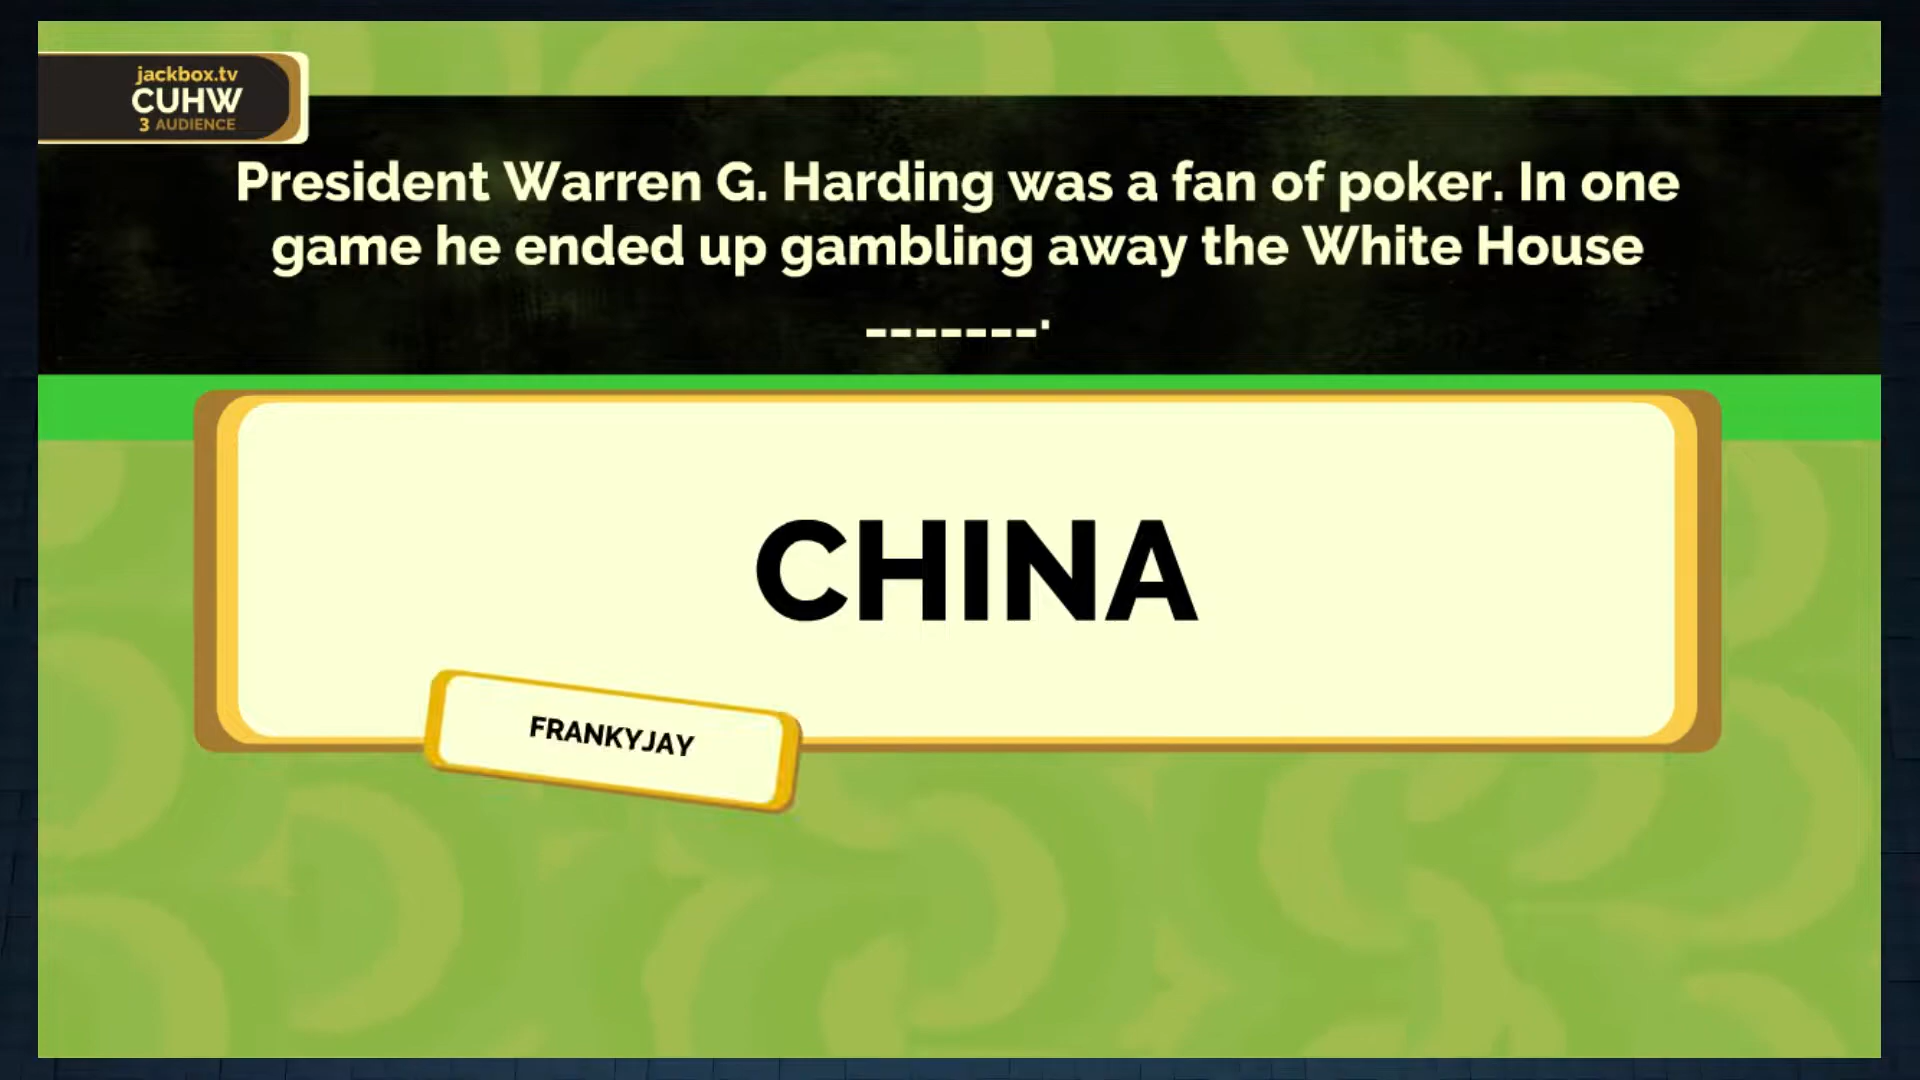 jackbox.tv
CUHW
3 AUDIENCE
President Warren G. Harding was a fan of poker. In one
game he ended up gambling away the White House
_______.
CHINA
FRANKYJAY